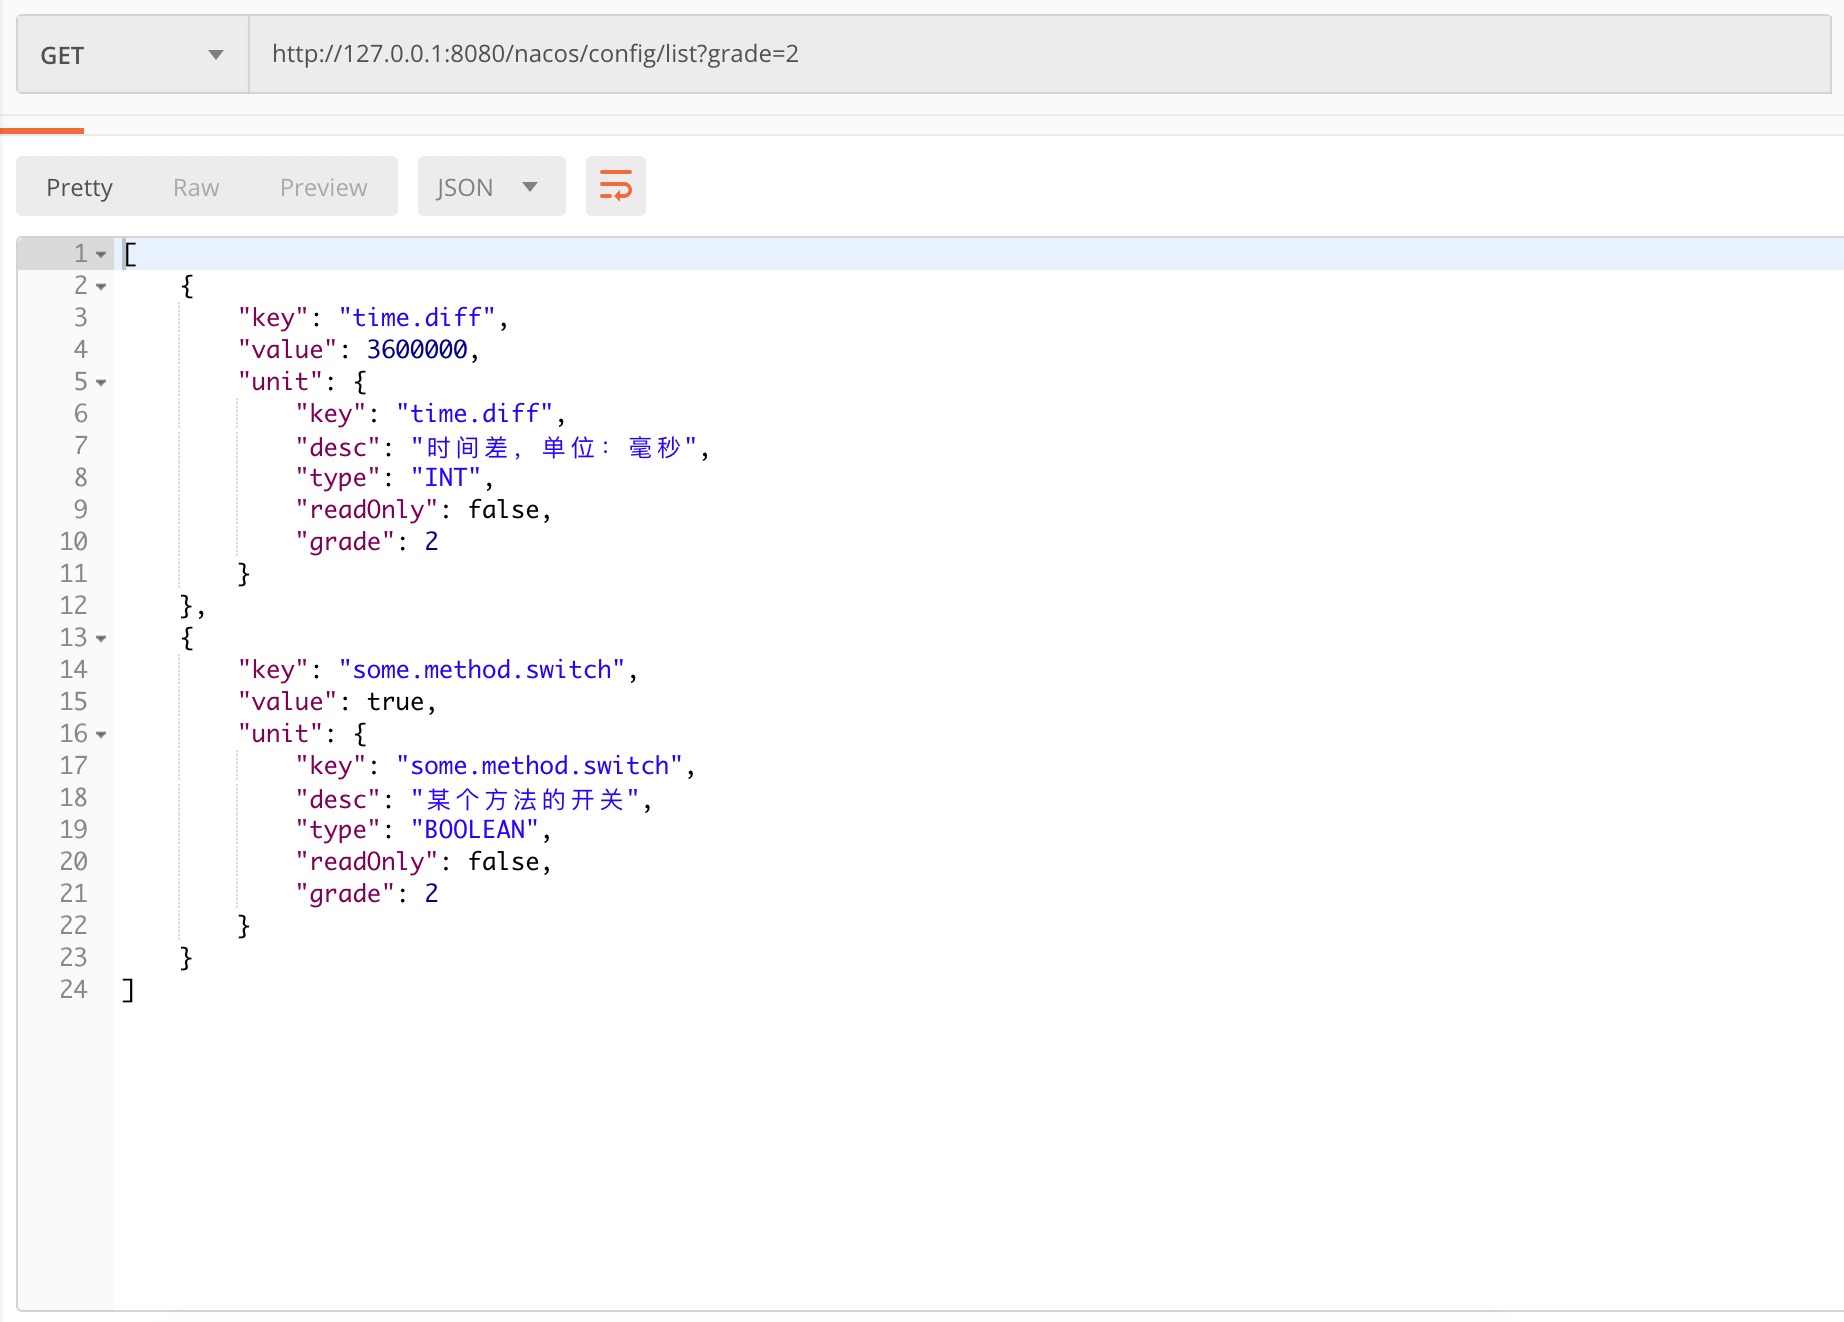 GET http://127.0.0.1:8080/nacos/config/list?grade=2
Pretty Raw Preview JSON
1 [
2 {
3 "key": "time.diff",
4 "value": 3600000,
5 "unit": {
6 "key": "time.diff",
7 "desc": "时间差，单位：毫秒",
8 "type": "INT",
9 "readOnly": false,
10 "grade": 2
11 }
12 },
13 {
14 "key": "some.method.switch",
15 "value": true,
16 "unit": {
17 "key": "some.method.switch",
18 "desc": "某个方法的开关",
19 "type": "BOOLEAN",
20 "readOnly": false,
21 "grade": 2
22 }
23 }
24 ]